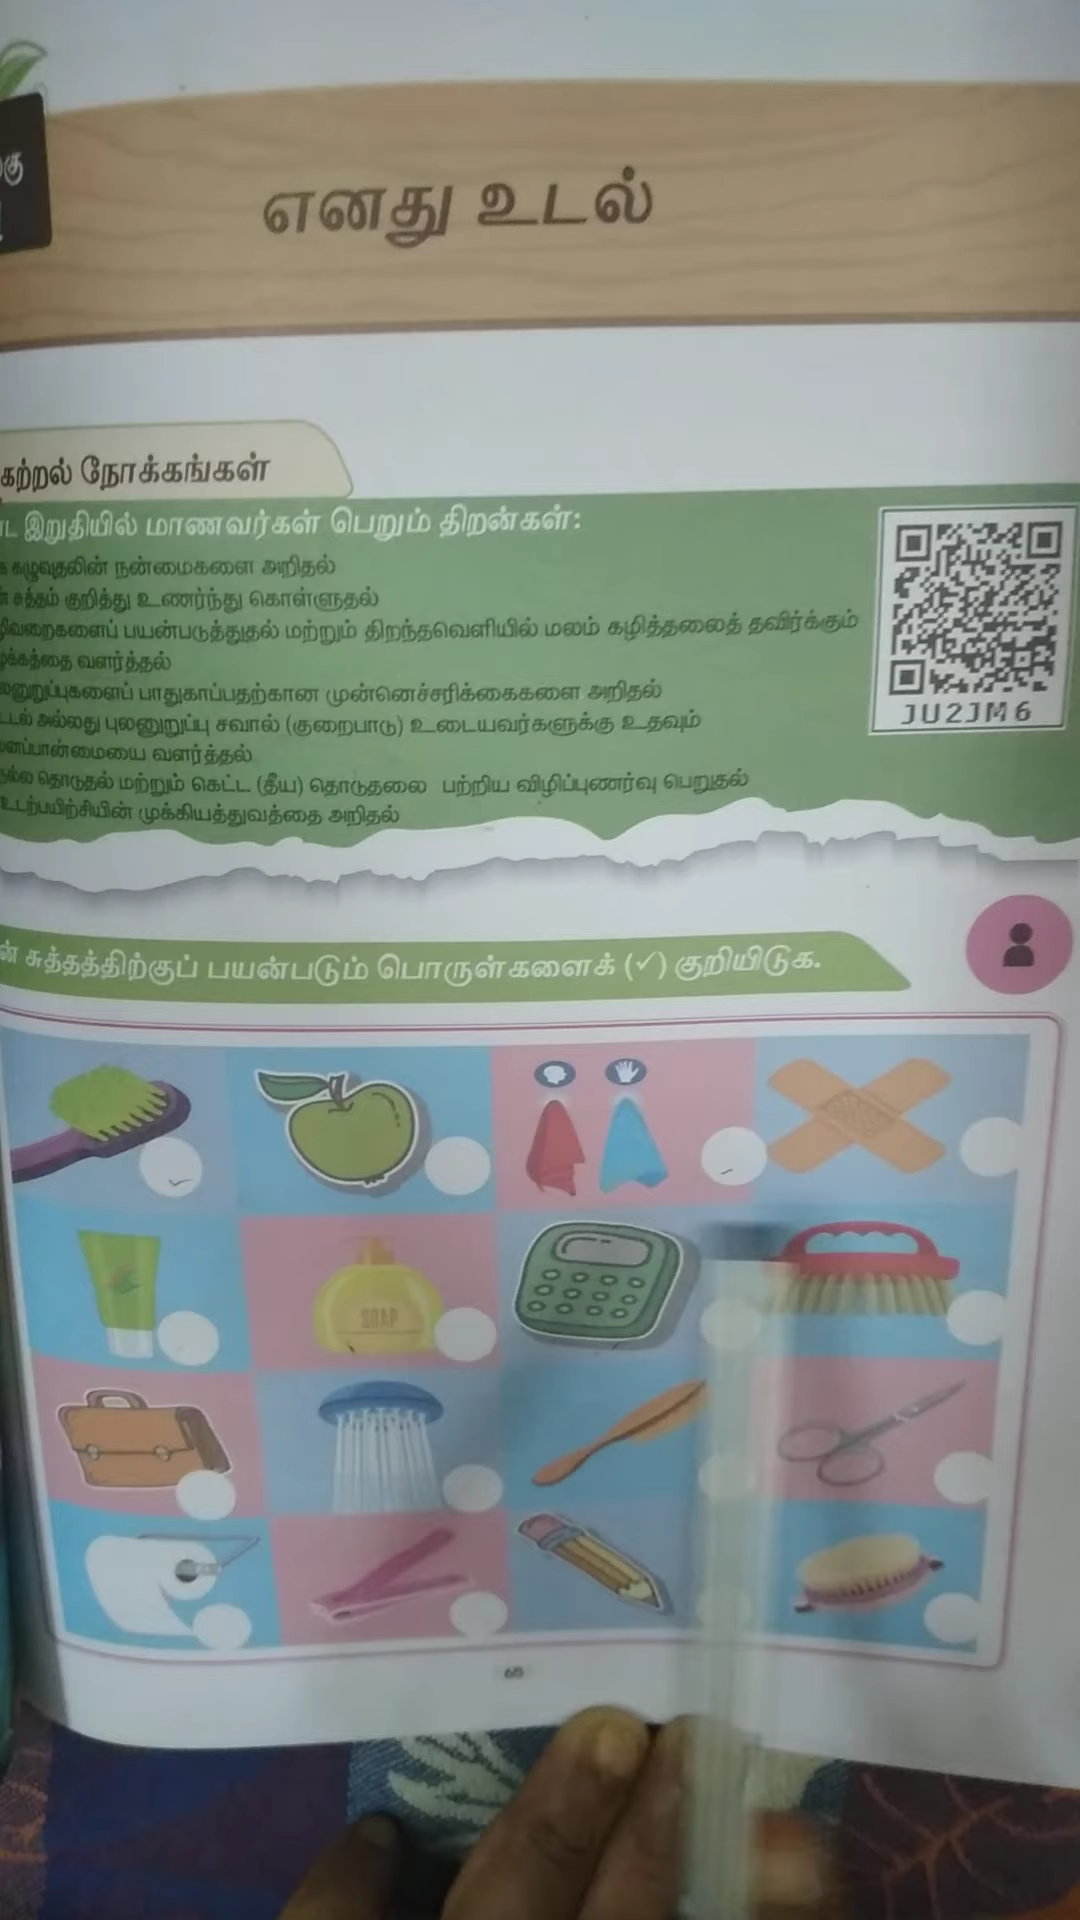 கு
எனது உடல்
கற்றல் நோக்கங்கள்
இறுதியில் மாணவர்கள் பெறும் திறன்கள்:
கழுவுதலின் நன்மைகளை அறிதல்
சுத்தம் குறித்து உணர்ந்து கொள்ளுதல்
பயன்படுத்துதல் மற்றும் திறந்தவெளியில் மலம் கழித்தலைத் தவிர்க்கும்
வளர்த்தல்
பாதுகாப்பதற்கான முன்னெச்சரிக்கைகளை அறிதல்
அல்லது புலனுறுப்பு சவால் (குறைபாடு) உடையவர்களுக்கு உதவும்
வளர்த்தல்
தொடுதல் மற்றும் கெட்ட (தீய) தொடுதலை பற்றிய விழிப்புணர்வு பெறுதல்
உடற்பயிற்சியின் முக்கியத்துவத்தை அறிதல்
JU2JM6
சுத்தத்திற்குப் பயன்படும் பொருள்களைக் (✓) குறியிடுக.
SOAP